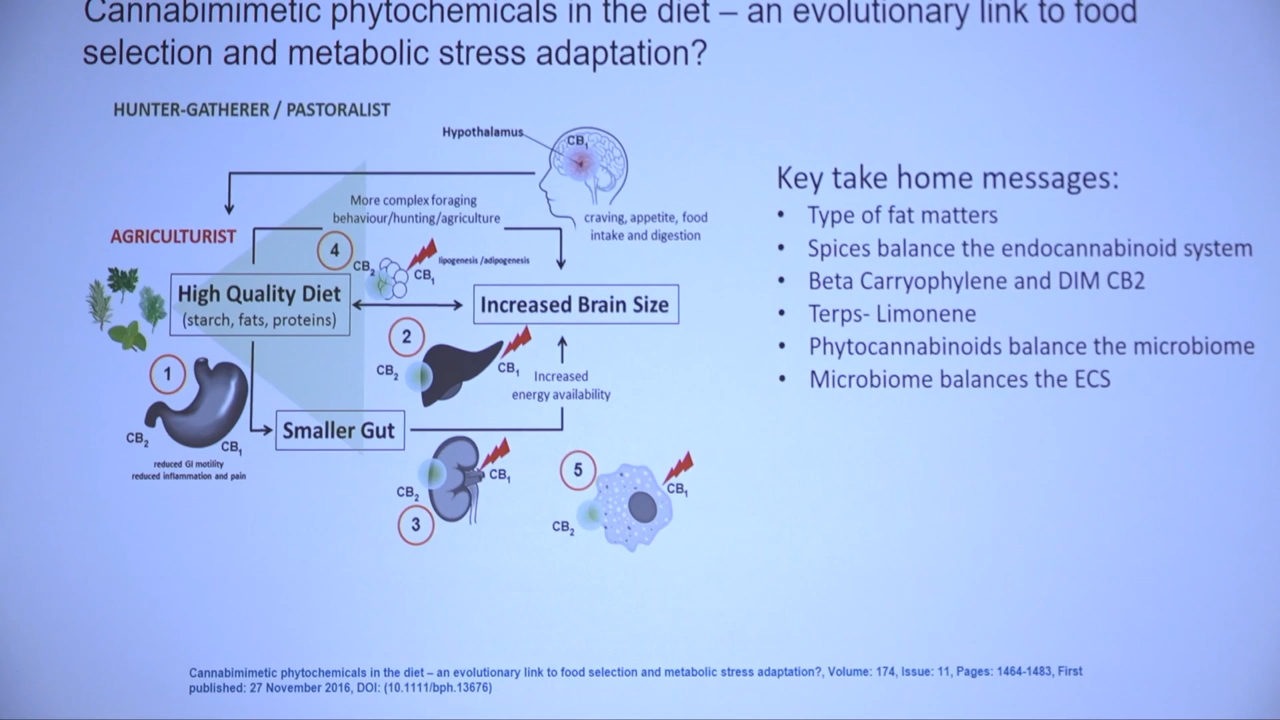 Cannabimimetic phytochemicals in the diet – an evolutionary link to food
selection and metabolic stress adaptation?
HUNTER-GATHERER / PASTORALIST
Hypothalamus
CB1
More complex foraging
behaviour/hunting/agriculture
craving, appetite, food
intake and digestion
AGRICULTURIST
4
CB2
CB1
lipogenesis /adipogenesis
High Quality Diet
(starch, fats, proteins)
Increased Brain Size
2
CB2
CB1
1
Increased
energy availability
CB2
CB1
Smaller Gut
reduced GI motility
reduced inflammation and pain
CB1
CB2
3
5
CB1
CB2
Key take home messages:
• Type of fat matters
• Spices balance the endocannabinoid system
• Beta Carryophylene and DIM CB2
• Terps- Limonene
• Phytocannabinoids balance the microbiome
• Microbiome balances the ECS
Cannabimimetic phytochemicals in the diet – an evolutionary link to food selection and metabolic stress adaptation?, Volume: 174, Issue: 11, Pages: 1464-1483, First
published: 27 November 2016, DOI: (10.1111/bph.13676)